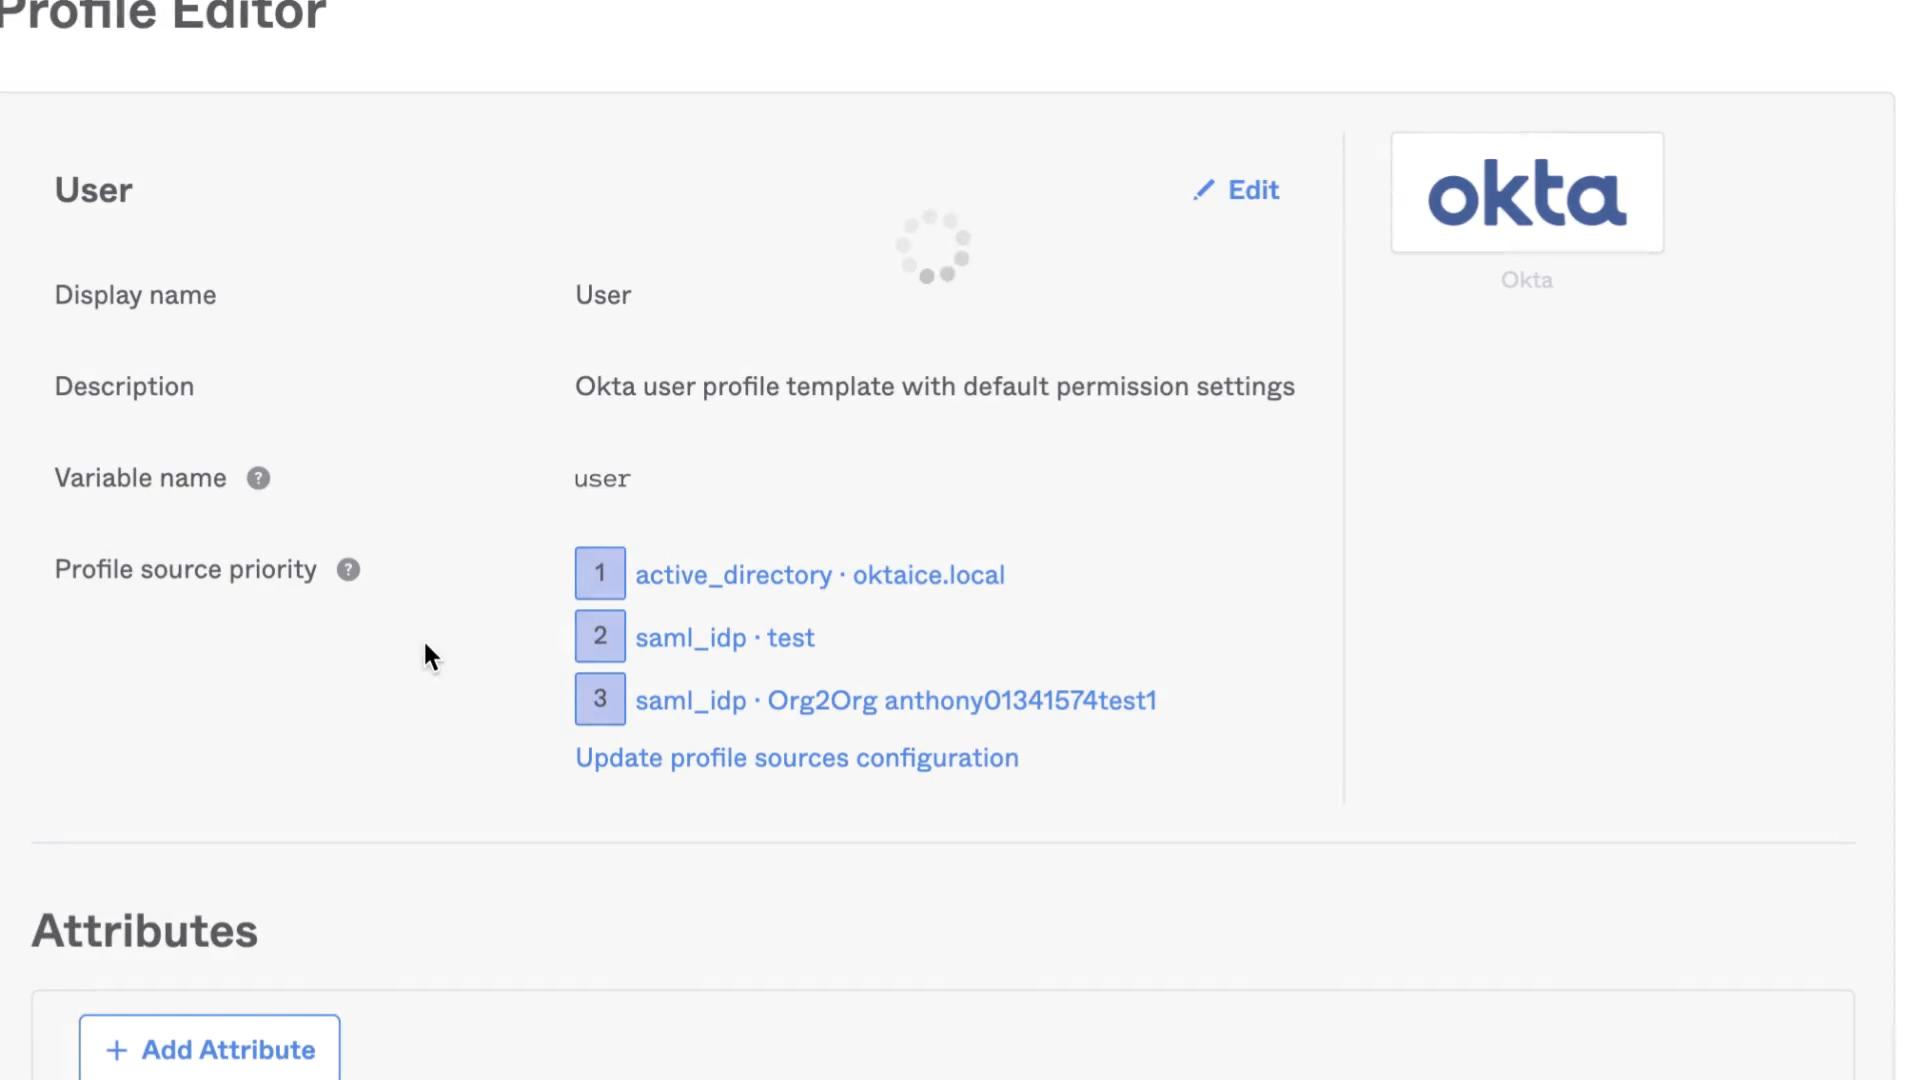 Profile Editor
User
Edit
okta
Okta
Display name
User
Description
Okta user profile template with default permission settings
Variable name ?
user
Profile source priority ?
1 active_directory · oktaice.local
2 saml_idp · test
3 saml_idp · Org2Org anthony01341574test1
Update profile sources configuration
Attributes
+ Add Attribute